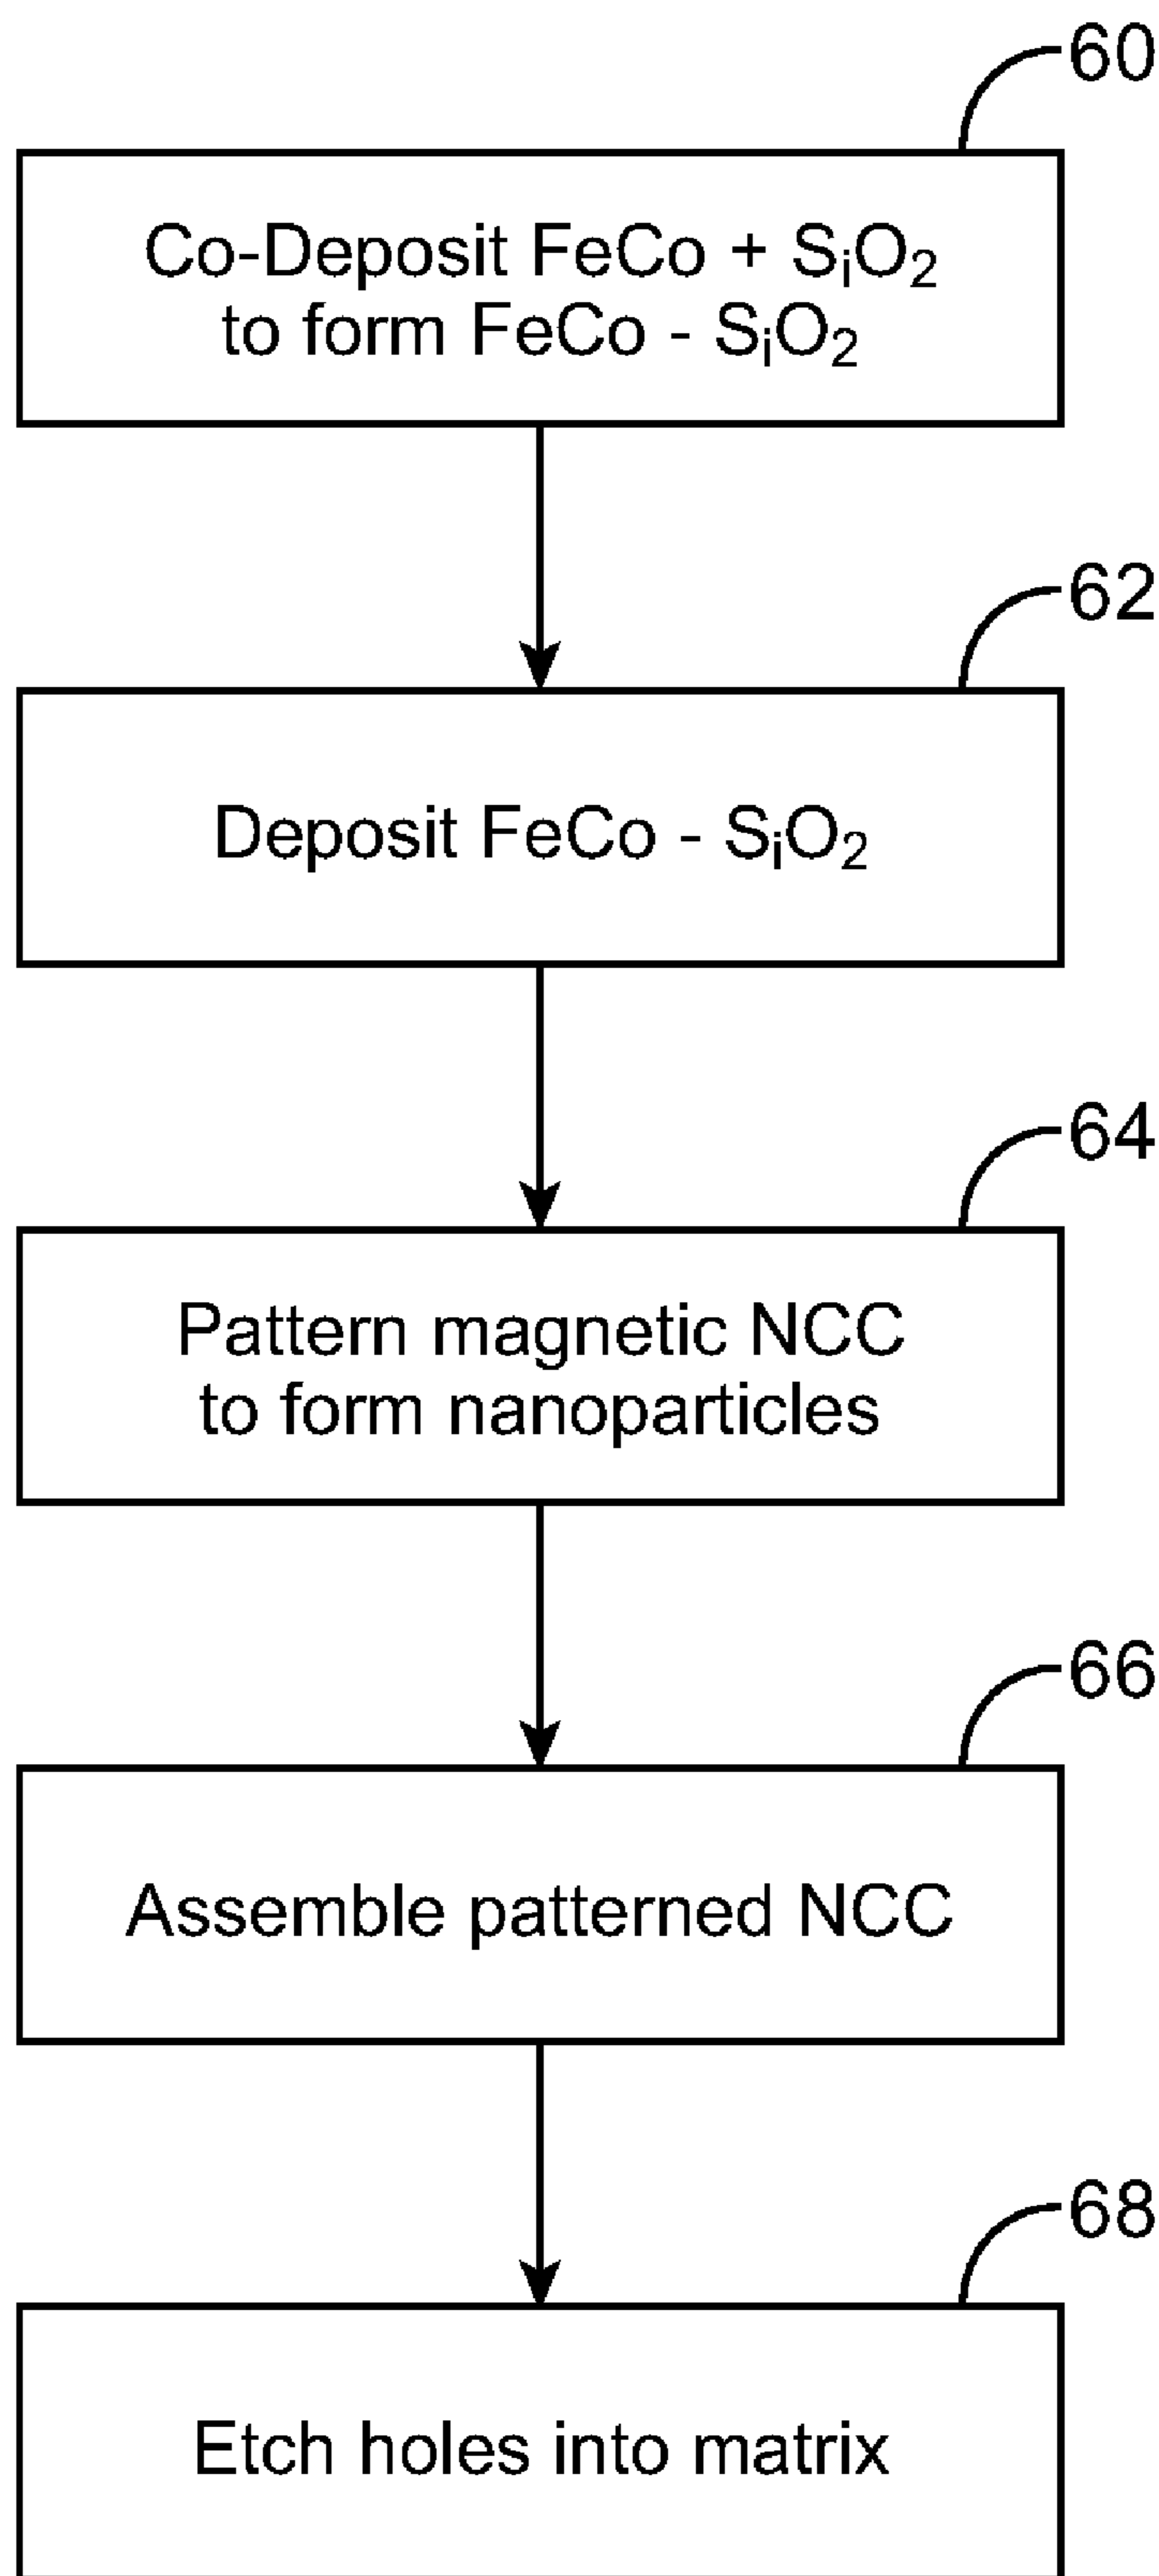 60
Co-Deposit FeCo + SiO2
to form FeCo - SiO2
62
Deposit FeCo - SiO2
64
Pattern magnetic NCC
to form nanoparticles
66
Assemble patterned NCC
68
Etch holes into matrix